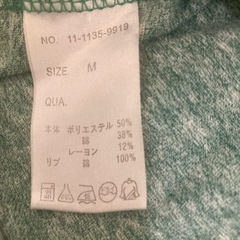 NO. 11-1135-9919
SIZE M
QUA.
本体 ポリエステル 50%
綿 38%
レーヨン 12%
リブ 綿 100%